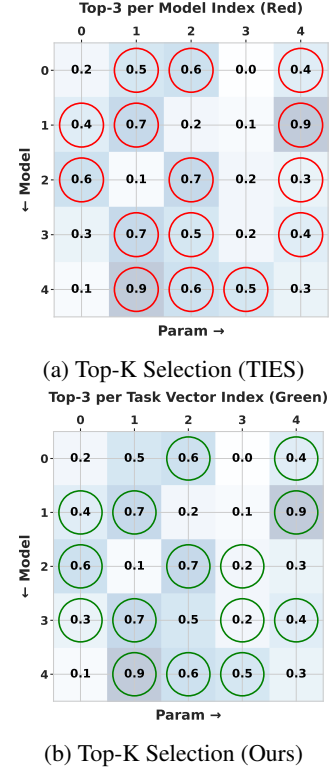 Top-3 per Model Index (Red)
0 1 2 3 4
0 0.2 0.5 0.6 0.0 0.4
1 0.4 0.7 0.2 0.1 0.9
2 0.6 0.1 0.7 0.2 0.3
3 0.3 0.7 0.5 0.2 0.4
4 0.1 0.9 0.6 0.5 0.3
← Model
Param →
(a) Top-K Selection (TIES)
Top-3 per Task Vector Index (Green)
0 1 2 3 4
0 0.2 0.5 0.6 0.0 0.4
1 0.4 0.7 0.2 0.1 0.9
2 0.6 0.1 0.7 0.2 0.3
3 0.3 0.7 0.5 0.2 0.4
4 0.1 0.9 0.6 0.5 0.3
← Model
Param →
(b) Top-K Selection (Ours)